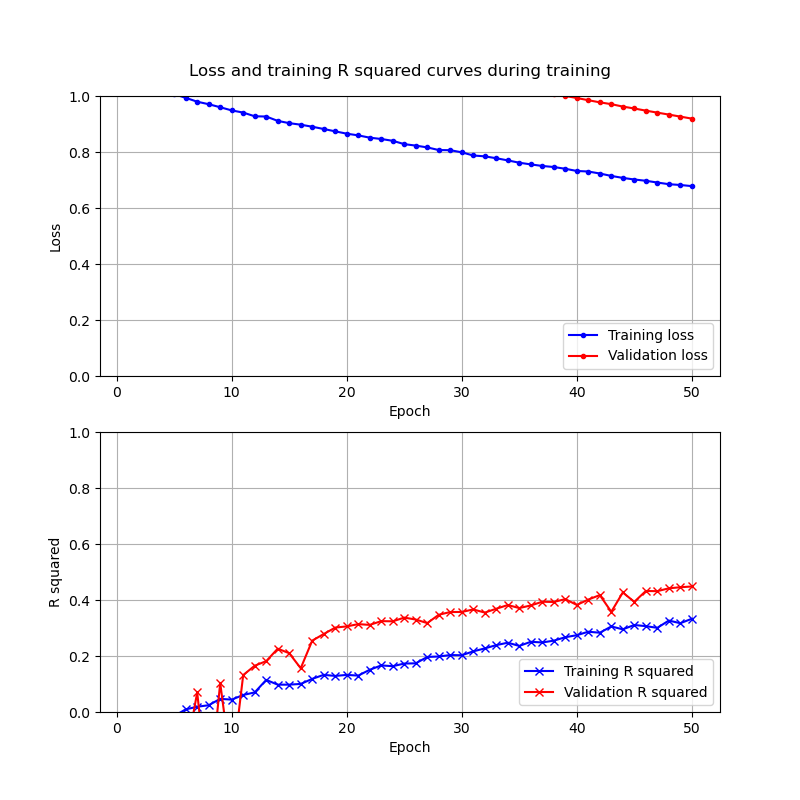 Loss and training R squared curves during training
1.0
0.8
0.6
0.4
0.2
0.0
Loss
Training loss
Validation loss
0 10 20 30 40 50
Epoch
1.0
0.8
0.6
0.4
0.2
0.0
R squared
Training R squared
Validation R squared
0 10 20 30 40 50
Epoch